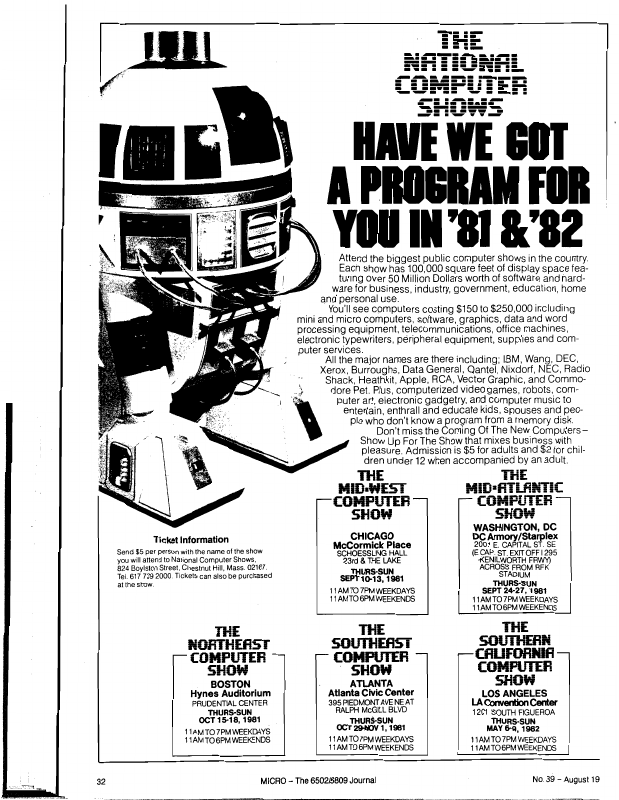 THE
NATIONAL
COMPUTER
SHOWS
HAVE WE GOT
A PROGRAM FOR
YOU IN '81 & '82
Attend the biggest public computer shows in the country.
Each show has 100,000 square feet of display space fea-
turing over 50 Million Dollars worth of software and hard-
ware for business, industry, government, education, home
and personal use.
You'll see computers costing $150 to $250,000 including
mini and micro computers, software, graphics, data and word
processing equipment, telecommunications, office machines,
electronic typewriters, peripheral equipment, supplies and com-
puter services.
All the major names are there including; IBM, Wang, DEC,
Xerox, Burroughs, Data General, Qantel, Nixdorf, NEC, Radio
Shack, Heathkit, Apple, RCA, Vector Graphic, and Commo-
dore Pet. Plus, computerized video games, robots, com-
puter art, electronic gadgetry, and computer music to
entertain, enthrall and educate kids, spouses and peo-
ple who don't know a program from a memory disk.
Don't miss the Coming Of The New Computers–
Show Up For The Show that mixes business with
pleasure. Admission is $5 for adults and $2 for chil-
dren under 12 when accompanied by an adult.
Ticket Information
Send $5 per person with the name of the show
you will attend to National Computer Shows,
824 Boylston Street, Chestnut Hill, Mass. 02167.
Tel. 617 739 2000. Tickets can also be purchased
at the show.
THE
MID-WEST
COMPUTER
SHOW
CHICAGO
McCormick Place
SCHOESSLING HALL
23rd & THE LAKE
THURS-SUN
SEPT 10-13, 1981
11AM TO 7PM WEEKDAYS
11AM TO 6PM WEEKENDS
THE
MID-ATLANTIC
COMPUTER
SHOW
WASHINGTON, DC
DC Armory/Starplex
2001 E. CAPITAL ST. SE
(E CAP. ST. EXIT OFF I 295
-KENILWORTH FRWY)
ACROSS FROM RFK
STADIUM
THURS-SUN
SEPT 24-27, 1981
11AM TO 7PM WEEKDAYS
11AM TO 6PM WEEKENDS
THE
NORTHEAST
COMPUTER
SHOW
BOSTON
Hynes Auditorium
PRUDENTIAL CENTER
THURS-SUN
OCT 15-18, 1981
11AM TO 7PM WEEKDAYS
11AM TO 6PM WEEKENDS
THE
SOUTHEAST
COMPUTER
SHOW
ATLANTA
Atlanta Civic Center
395 PIEDMONT AVE NE AT
RALPH McGILL BLVD
THURS-SUN
OCT 29-NOV 1, 1981
11AM TO 7PM WEEKDAYS
11AM TO 6PM WEEKENDS
THE
SOUTHERN
CALIFORNIA
COMPUTER
SHOW
LOS ANGELES
LA Convention Center
1201 SOUTH FIGUEROA
THURS-SUN
MAY 6-9, 1982
11AM TO 7PM WEEKDAYS
11AM TO 6PM WEEKENDS
32
MICRO – The 6502/6809 Journal
No. 39 – August 19